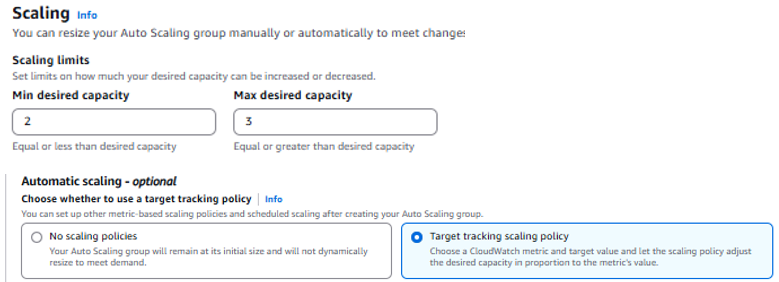 Scaling Info
You can resize your Auto Scaling group manually or automatically to meet changes
Scaling limits
Set limits on how much your desired capacity can be increased or decreased.
Min desired capacity
Max desired capacity
2
3
Equal or less than desired capacity
Equal or greater than desired capacity
Automatic scaling - optional
Choose whether to use a target tracking policy | Info
You can set up other metric-based scaling policies and scheduled scaling after creating your Auto Scaling group.
No scaling policies
Your Auto Scaling group will remain at its initial size and will not dynamically
resize to meet demand.
Target tracking scaling policy
Choose a CloudWatch metric and target value and let the scaling policy adjust
the desired capacity in proportion to the metric's value.